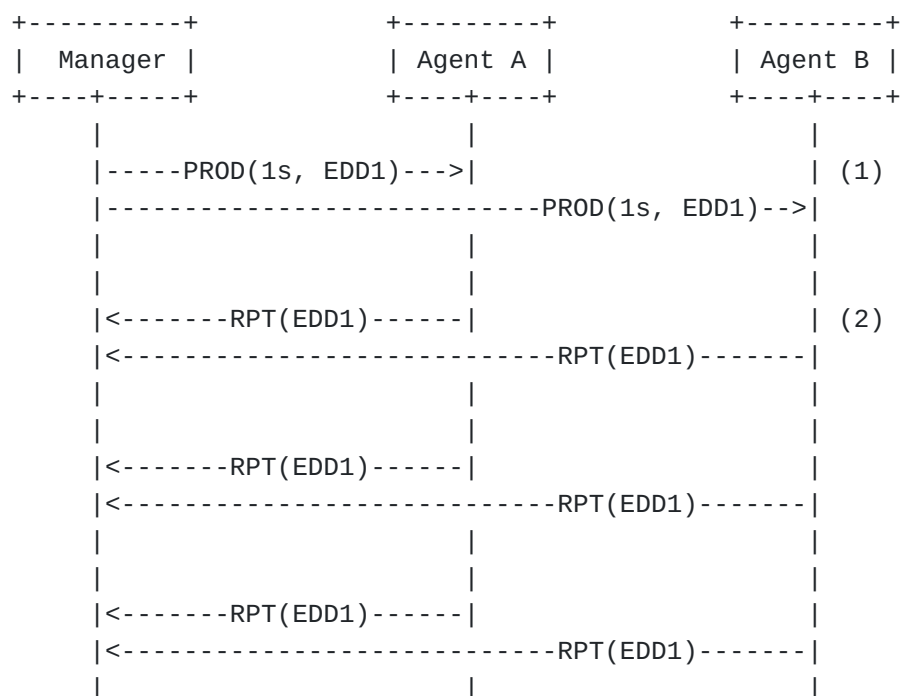 +----------+            +---------+           +---------+
|  Manager |            | Agent A |           | Agent B |
+----+-----+            +----+----+           +----+----+
     |                       |                     |
     |-----PROD(1s, EDD1)--->|                     | (1)
     |----------------------------PROD(1s, EDD1)-->|
     |                       |                     |
     |                       |                     |
     |<-------RPT(EDD1)------|                     | (2)
     |<----------------------------RPT(EDD1)-------|
     |                       |                     |
     |                       |                     |
     |<-------RPT(EDD1)------|                     |
     |<----------------------------RPT(EDD1)-------|
     |                       |                     |
     |                       |                     |
     |<-------RPT(EDD1)------|                     |
     |<----------------------------RPT(EDD1)-------|
     |                       |                     |